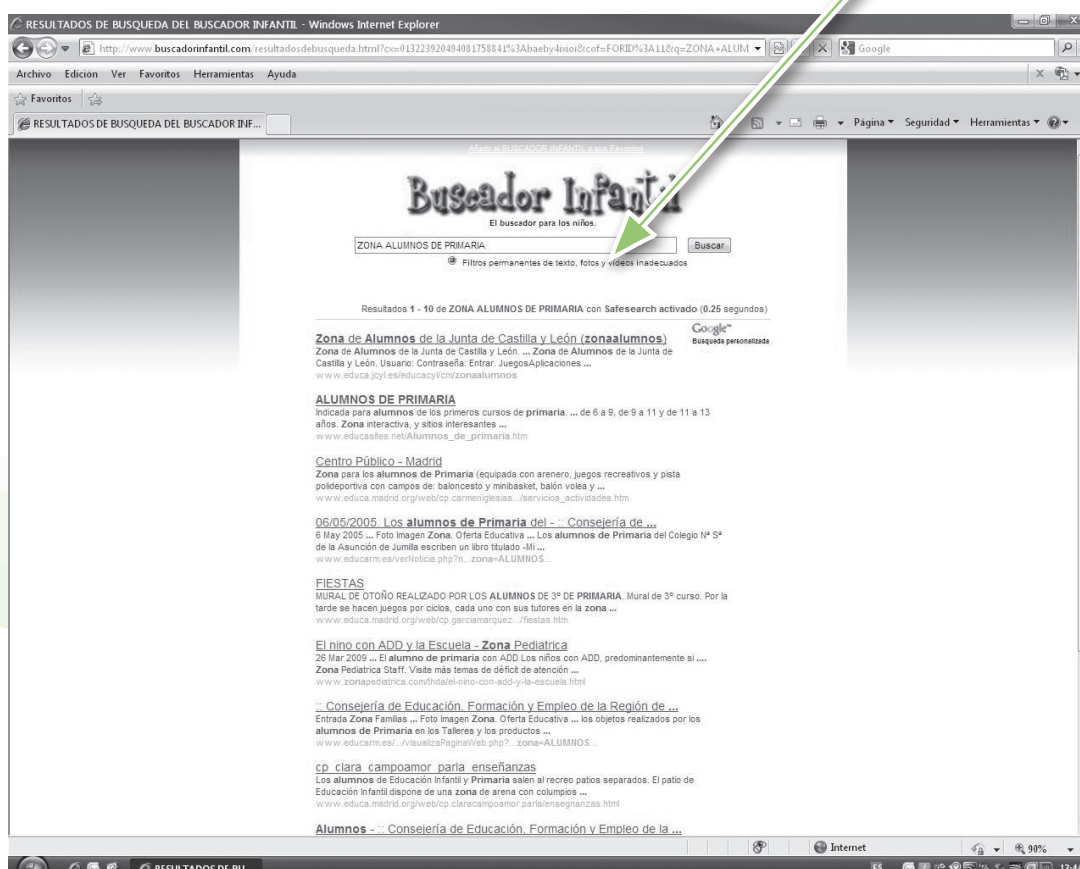 RESULTADOS DE BUSQUEDA DEL BUSCADOR INFANTIL - Windows Internet Explorer
http://www.buscadorinfantil.com/resultadosdebusqueda.html?cx=
Google
Archivo Edición Ver Favoritos Herramientas Ayuda
Favoritos
RESULTADOS DE BUSQUEDA DEL BUSCADOR INF...
Página Seguridad Herramientas
Añadir el BUSCADOR INFANTIL a sus Favoritos
Buscador Infantil
El buscador para los niños.
ZONA ALUMNOS DE PRIMARIA
Buscar
Filtros permanentes de texto, fotos y vídeos inadecuados
Resultados 1 - 10 de ZONA ALUMNOS DE PRIMARIA con Safesearch activado (0.25 segundos)
Google™
Búsqueda personalizada
Zona de Alumnos de la Junta de Castilla y León (zonaalumnos)
Zona de Alumnos de la Junta de Castilla y León. ... Zona de Alumnos de la Junta de
Castilla y León. Usuario: Contraseña: Entrar. JuegosAplicaciones ...
www.educa.jcyl.es/educacyl/cm/zonaalumnos
ALUMNOS DE PRIMARIA
Indicada para alumnos de los primeros cursos de primaria. ... de 6 a 9, de 9 a 11 y de 11 a 13
años. Zona interactiva, y sitios interesantes ...
www.educasites.net/Alumnos_de_primaria.htm
Centro Público - Madrid
Zona para los alumnos de Primaria (equipada con arenero, juegos recreativos y pista
polideportiva con campos de: baloncesto y minibasket, balón volea y ...
www.educa.madrid.org/web/cp.carmeniglesias.../servicios_actividades.htm
06/05/2005. Los alumnos de Primaria del - :: Consejería de ...
6 May 2005 ... Foto Imagen Zona. Oferta Educativa ... Los alumnos de Primaria del Colegio Nª Sª
de la Asunción de Jumilla escriben un libro titulado -Mi ...
www.educarm.es/verNoticia.php?n...zona=ALUMNOS...
FIESTAS
MURAL DE OTOÑO REALIZADO POR LOS ALUMNOS DE 3º DE PRIMARIA. Mural de 3º curso. Por la
tarde se hacen juegos por ciclos, cada uno con sus tutores en la zona ...
www.educa.madrid.org/web/cp.garciamarquez.../fiestas.htm
El nino con ADD y la Escuela - Zona Pediatrica
26 Mar 2009 ... El alumno de primaria con ADD Los niños con ADD, predominantemente si ....
Zona Pediatrica Staff. Visite más temas de déficit de atención ...
www.zonapediatrica.com/thda/el-nino-con-add-y-la-escuela.html
:: Consejería de Educación, Formación y Empleo de la Región de ...
Entrada Zona Familias ... Foto Imagen Zona. Oferta Educativa ... los objetos realizados por los
alumnos de Primaria en los Talleres y los productos ...
www.educarm.es/.../visualizaPaginaWeb.php?...zona=ALUMNOS...
cp_clara_campoamor_parla_enseñanzas
Los alumnos de Educación Infantil y Primaria salen al recreo patios separados. El patio de
Educación Infantil dispone de una zona de arena con columpios ...
www.educa.madrid.org/web/cp.claracampoamor.parla/ensegnanzas.html
Alumnos - :: Consejería de Educación, Formación y Empleo de la ...
Internet
90%
RESULTADOS DE BU...
ES